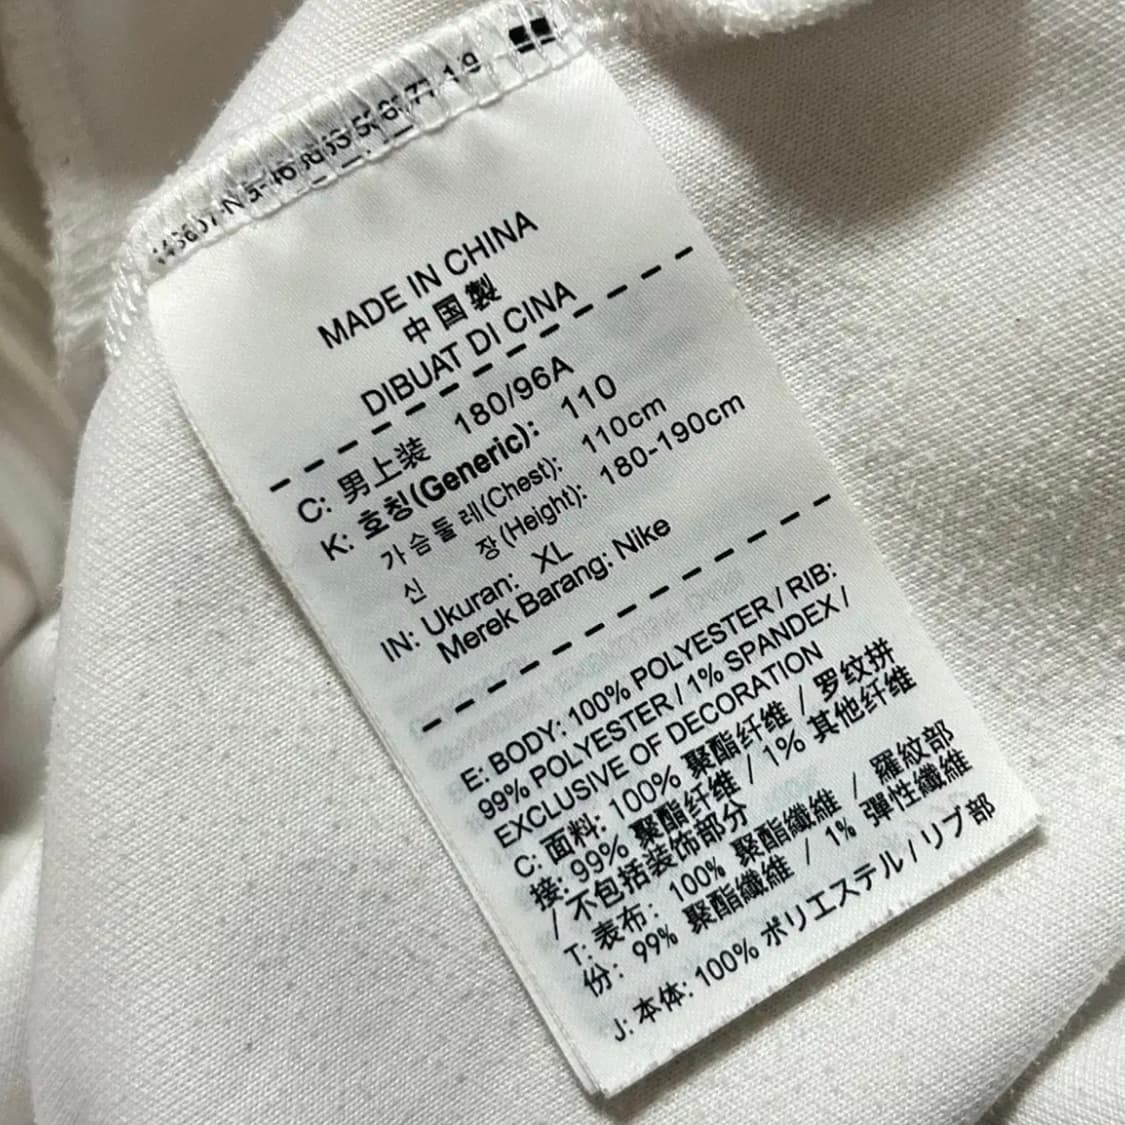 MADE IN CHINA
中国製
DIBUAT DI CINA
C: 男上装 180/96A
K: 호칭(Generic): 110
가슴둘레(Chest): 110cm
신 장(Height): 180-190cm
IN: Ukuran: XL
Merek Barang: Nike
E: BODY: 100% POLYESTER / RIB:
99% POLYESTER / 1% SPANDEX /
EXCLUSIVE OF DECORATION
C: 面料: 100% 聚酯纤维 / 罗纹拼
接: 99% 聚酯纤维 / 1% 其他纤维
/ 不包括装饰部分
T: 表布: 100% 聚酯纖維 / 羅紋部
份: 99% 聚酯纖維 / 1% 彈性纖維
J: 本体: 100% ポリエステル / リブ部